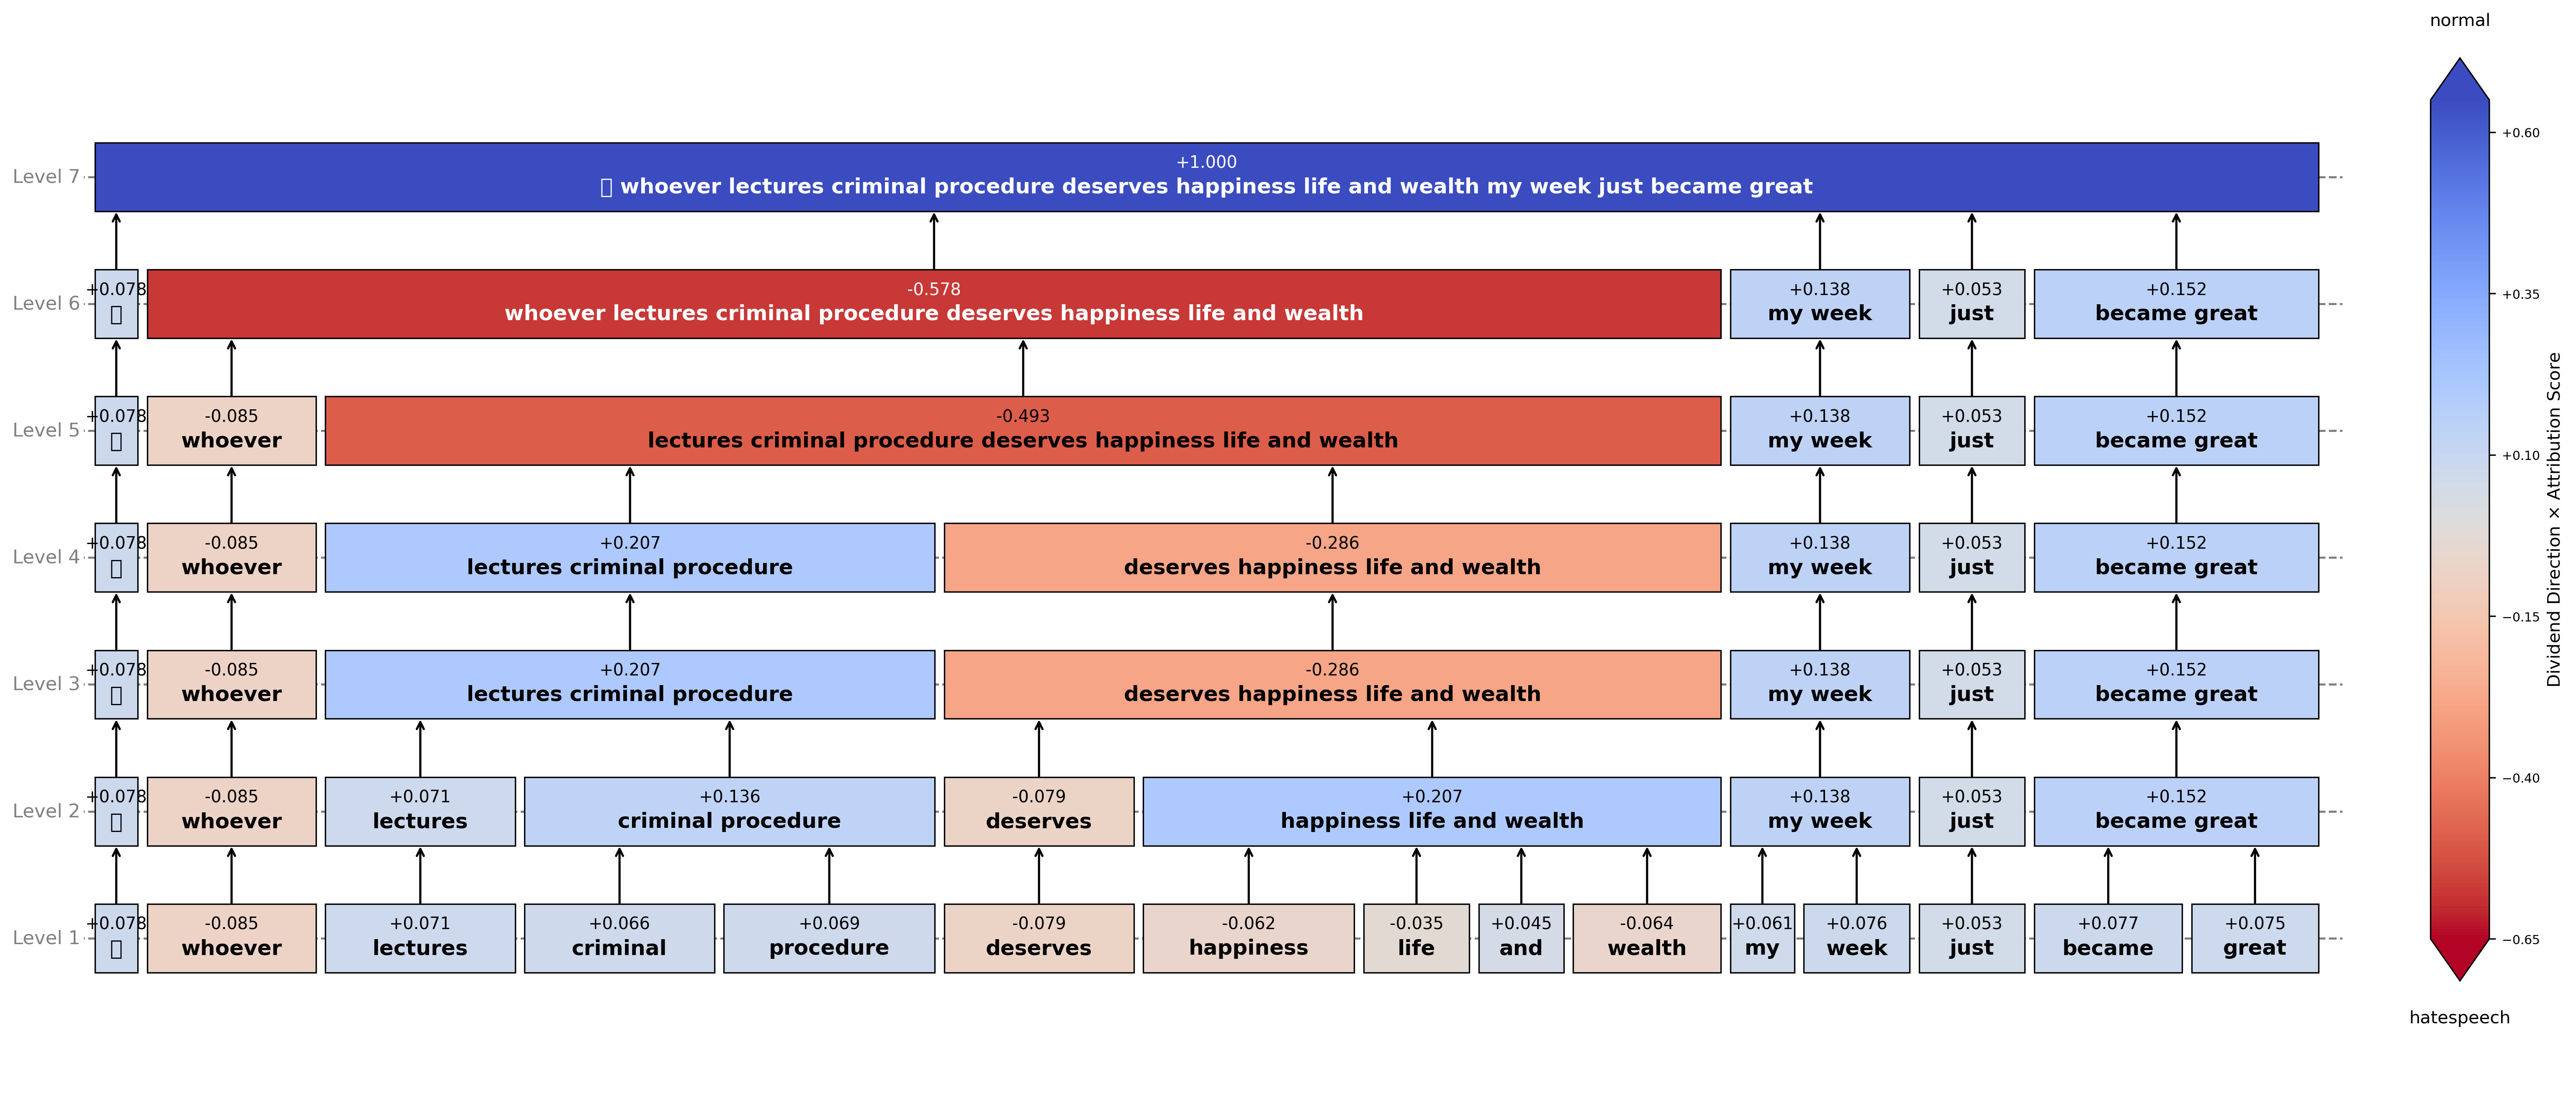 normal
Level 7
+1.000
▯ whoever lectures criminal procedure deserves happiness life and wealth my week just became great
Level 6
+0.078
▯
-0.578
whoever lectures criminal procedure deserves happiness life and wealth
+0.138
my week
+0.053
just
+0.152
became great
Level 5
+0.078
▯
-0.085
whoever
-0.493
lectures criminal procedure deserves happiness life and wealth
+0.138
my week
+0.053
just
+0.152
became great
Level 4
+0.078
▯
-0.085
whoever
+0.207
lectures criminal procedure
-0.286
deserves happiness life and wealth
+0.138
my week
+0.053
just
+0.152
became great
Level 3
+0.078
▯
-0.085
whoever
+0.207
lectures criminal procedure
-0.286
deserves happiness life and wealth
+0.138
my week
+0.053
just
+0.152
became great
Level 2
+0.078
▯
-0.085
whoever
+0.071
lectures
+0.136
criminal procedure
-0.079
deserves
+0.207
happiness life and wealth
+0.138
my week
+0.053
just
+0.152
became great
Level 1
+0.078
▯
-0.085
whoever
+0.071
lectures
+0.066
criminal
+0.069
procedure
-0.079
deserves
-0.062
happiness
-0.035
life
+0.045
and
-0.064
wealth
+0.061
my
+0.076
week
+0.053
just
+0.077
became
+0.075
great
+0.60
+0.35
+0.10
−0.15
−0.40
−0.65
Dividend Direction × Attribution Score
hatespeech